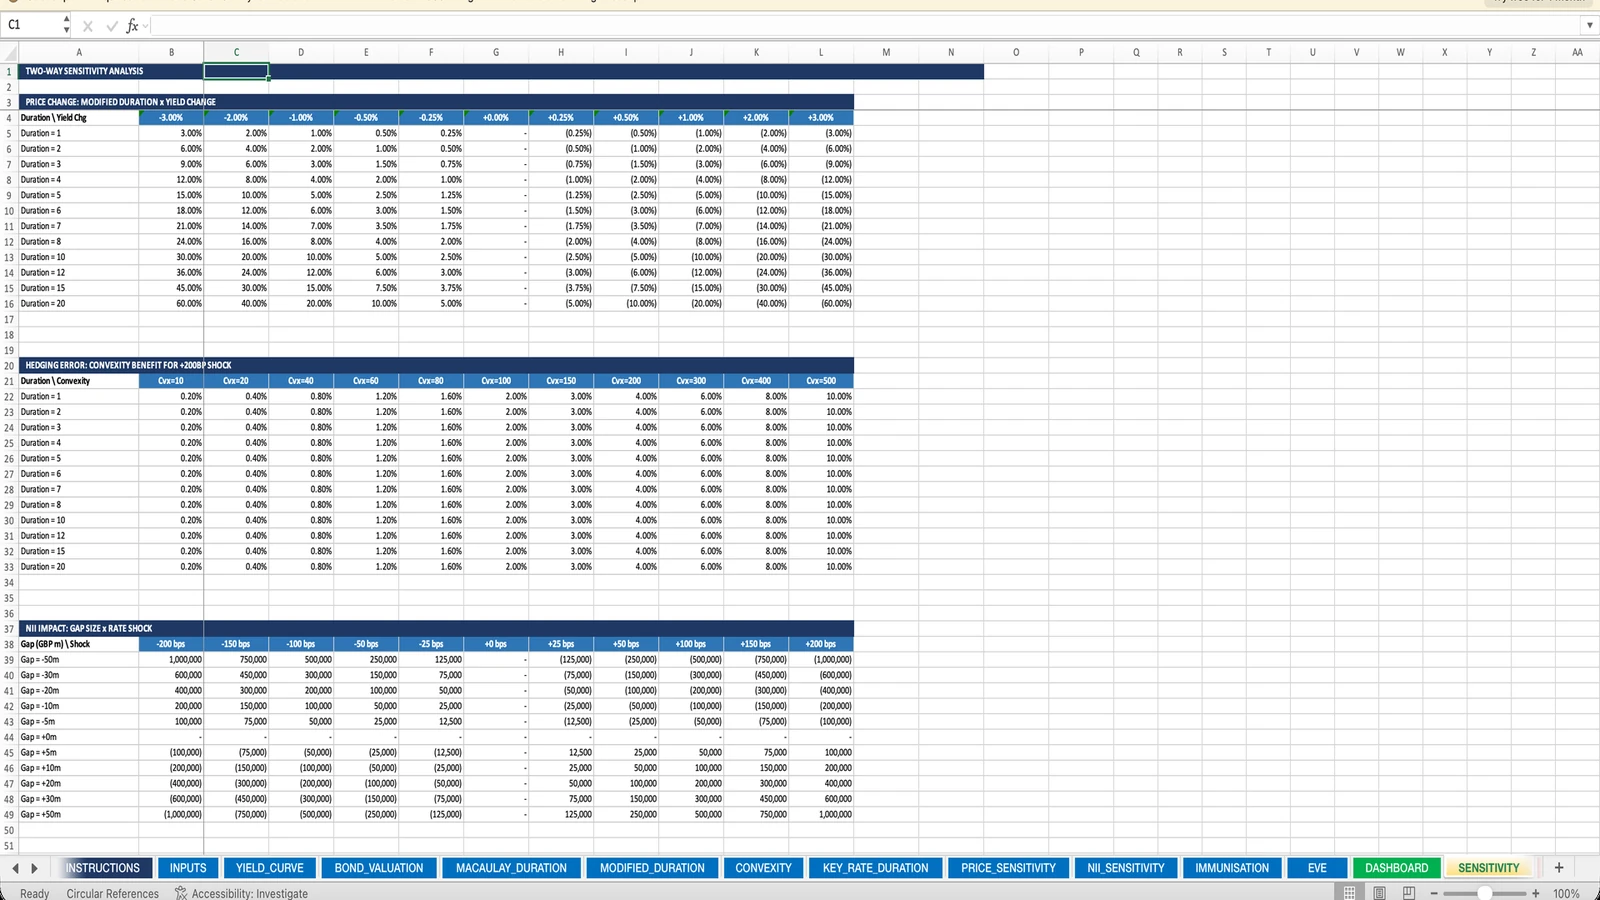 C1 fx
A B C D E F G H I J K L M N O P Q R S T U V W X Y Z AA
1 TWO-WAY SENSITIVITY ANALYSIS
2
3 PRICE CHANGE: MODIFIED DURATION x YIELD CHANGE
4 Duration \ Yield Chg -3.00% -2.00% -1.00% -0.50% -0.25% +0.00% +0.25% +0.50% +1.00% +2.00% +3.00%
5 Duration = 1 3.00% 2.00% 1.00% 0.50% 0.25% - (0.25%) (0.50%) (1.00%) (2.00%) (3.00%)
6 Duration = 2 6.00% 4.00% 2.00% 1.00% 0.50% - (0.50%) (1.00%) (2.00%) (4.00%) (6.00%)
7 Duration = 3 9.00% 6.00% 3.00% 1.50% 0.75% - (0.75%) (1.50%) (3.00%) (6.00%) (9.00%)
8 Duration = 4 12.00% 8.00% 4.00% 2.00% 1.00% - (1.00%) (2.00%) (4.00%) (8.00%) (12.00%)
9 Duration = 5 15.00% 10.00% 5.00% 2.50% 1.25% - (1.25%) (2.50%) (5.00%) (10.00%) (15.00%)
10 Duration = 6 18.00% 12.00% 6.00% 3.00% 1.50% - (1.50%) (3.00%) (6.00%) (12.00%) (18.00%)
11 Duration = 7 21.00% 14.00% 7.00% 3.50% 1.75% - (1.75%) (3.50%) (7.00%) (14.00%) (21.00%)
12 Duration = 8 24.00% 16.00% 8.00% 4.00% 2.00% - (2.00%) (4.00%) (8.00%) (16.00%) (24.00%)
13 Duration = 10 30.00% 20.00% 10.00% 5.00% 2.50% - (2.50%) (5.00%) (10.00%) (20.00%) (30.00%)
14 Duration = 12 36.00% 24.00% 12.00% 6.00% 3.00% - (3.00%) (6.00%) (12.00%) (24.00%) (36.00%)
15 Duration = 15 45.00% 30.00% 15.00% 7.50% 3.75% - (3.75%) (7.50%) (15.00%) (30.00%) (45.00%)
16 Duration = 20 60.00% 40.00% 20.00% 10.00% 5.00% - (5.00%) (10.00%) (20.00%) (40.00%) (60.00%)
17
18
19
20 HEDGING ERROR: CONVEXITY BENEFIT FOR +200BP SHOCK
21 Duration \ Convexity Cvx=10 Cvx=20 Cvx=40 Cvx=60 Cvx=80 Cvx=100 Cvx=150 Cvx=200 Cvx=300 Cvx=400 Cvx=500
22 Duration = 1 0.20% 0.40% 0.80% 1.20% 1.60% 2.00% 3.00% 4.00% 6.00% 8.00% 10.00%
23 Duration = 2 0.20% 0.40% 0.80% 1.20% 1.60% 2.00% 3.00% 4.00% 6.00% 8.00% 10.00%
24 Duration = 3 0.20% 0.40% 0.80% 1.20% 1.60% 2.00% 3.00% 4.00% 6.00% 8.00% 10.00%
25 Duration = 4 0.20% 0.40% 0.80% 1.20% 1.60% 2.00% 3.00% 4.00% 6.00% 8.00% 10.00%
26 Duration = 5 0.20% 0.40% 0.80% 1.20% 1.60% 2.00% 3.00% 4.00% 6.00% 8.00% 10.00%
27 Duration = 6 0.20% 0.40% 0.80% 1.20% 1.60% 2.00% 3.00% 4.00% 6.00% 8.00% 10.00%
28 Duration = 7 0.20% 0.40% 0.80% 1.20% 1.60% 2.00% 3.00% 4.00% 6.00% 8.00% 10.00%
29 Duration = 8 0.20% 0.40% 0.80% 1.20% 1.60% 2.00% 3.00% 4.00% 6.00% 8.00% 10.00%
30 Duration = 10 0.20% 0.40% 0.80% 1.20% 1.60% 2.00% 3.00% 4.00% 6.00% 8.00% 10.00%
31 Duration = 12 0.20% 0.40% 0.80% 1.20% 1.60% 2.00% 3.00% 4.00% 6.00% 8.00% 10.00%
32 Duration = 15 0.20% 0.40% 0.80% 1.20% 1.60% 2.00% 3.00% 4.00% 6.00% 8.00% 10.00%
33 Duration = 20 0.20% 0.40% 0.80% 1.20% 1.60% 2.00% 3.00% 4.00% 6.00% 8.00% 10.00%
34
35
36
37 NII IMPACT: GAP SIZE x RATE SHOCK
38 Gap (GBP m) \ Shock -200 bps -150 bps -100 bps -50 bps -25 bps +0 bps +25 bps +50 bps +100 bps +150 bps +200 bps
39 Gap = -50m 1,000,000 750,000 500,000 250,000 125,000 - (125,000) (250,000) (500,000) (750,000) (1,000,000)
40 Gap = -30m 600,000 450,000 300,000 150,000 75,000 - (75,000) (150,000) (300,000) (450,000) (600,000)
41 Gap = -20m 400,000 300,000 200,000 100,000 50,000 - (50,000) (100,000) (200,000) (300,000) (400,000)
42 Gap = -10m 200,000 150,000 100,000 50,000 25,000 - (25,000) (50,000) (100,000) (150,000) (200,000)
43 Gap = -5m 100,000 75,000 50,000 25,000 12,500 - (12,500) (25,000) (50,000) (75,000) (100,000)
44 Gap = +0m - - - - - - - - - - -
45 Gap = +5m (100,000) (75,000) (50,000) (25,000) (12,500) - 12,500 25,000 50,000 75,000 100,000
46 Gap = +10m (200,000) (150,000) (100,000) (50,000) (25,000) - 25,000 50,000 100,000 150,000 200,000
47 Gap = +20m (400,000) (300,000) (200,000) (100,000) (50,000) - 50,000 100,000 200,000 300,000 400,000
48 Gap = +30m (600,000) (450,000) (300,000) (150,000) (75,000) - 75,000 150,000 300,000 450,000 600,000
49 Gap = +50m (1,000,000) (750,000) (500,000) (250,000) (125,000) - 125,000 250,000 500,000 750,000 1,000,000
50
51
INSTRUCTIONS INPUTS YIELD_CURVE BOND_VALUATION MACAULAY_DURATION MODIFIED_DURATION CONVEXITY KEY_RATE_DURATION PRICE_SENSITIVITY NII_SENSITIVITY IMMUNISATION EVE DASHBOARD SENSITIVITY +
Ready Circular References Accessibility: Investigate - + 100%